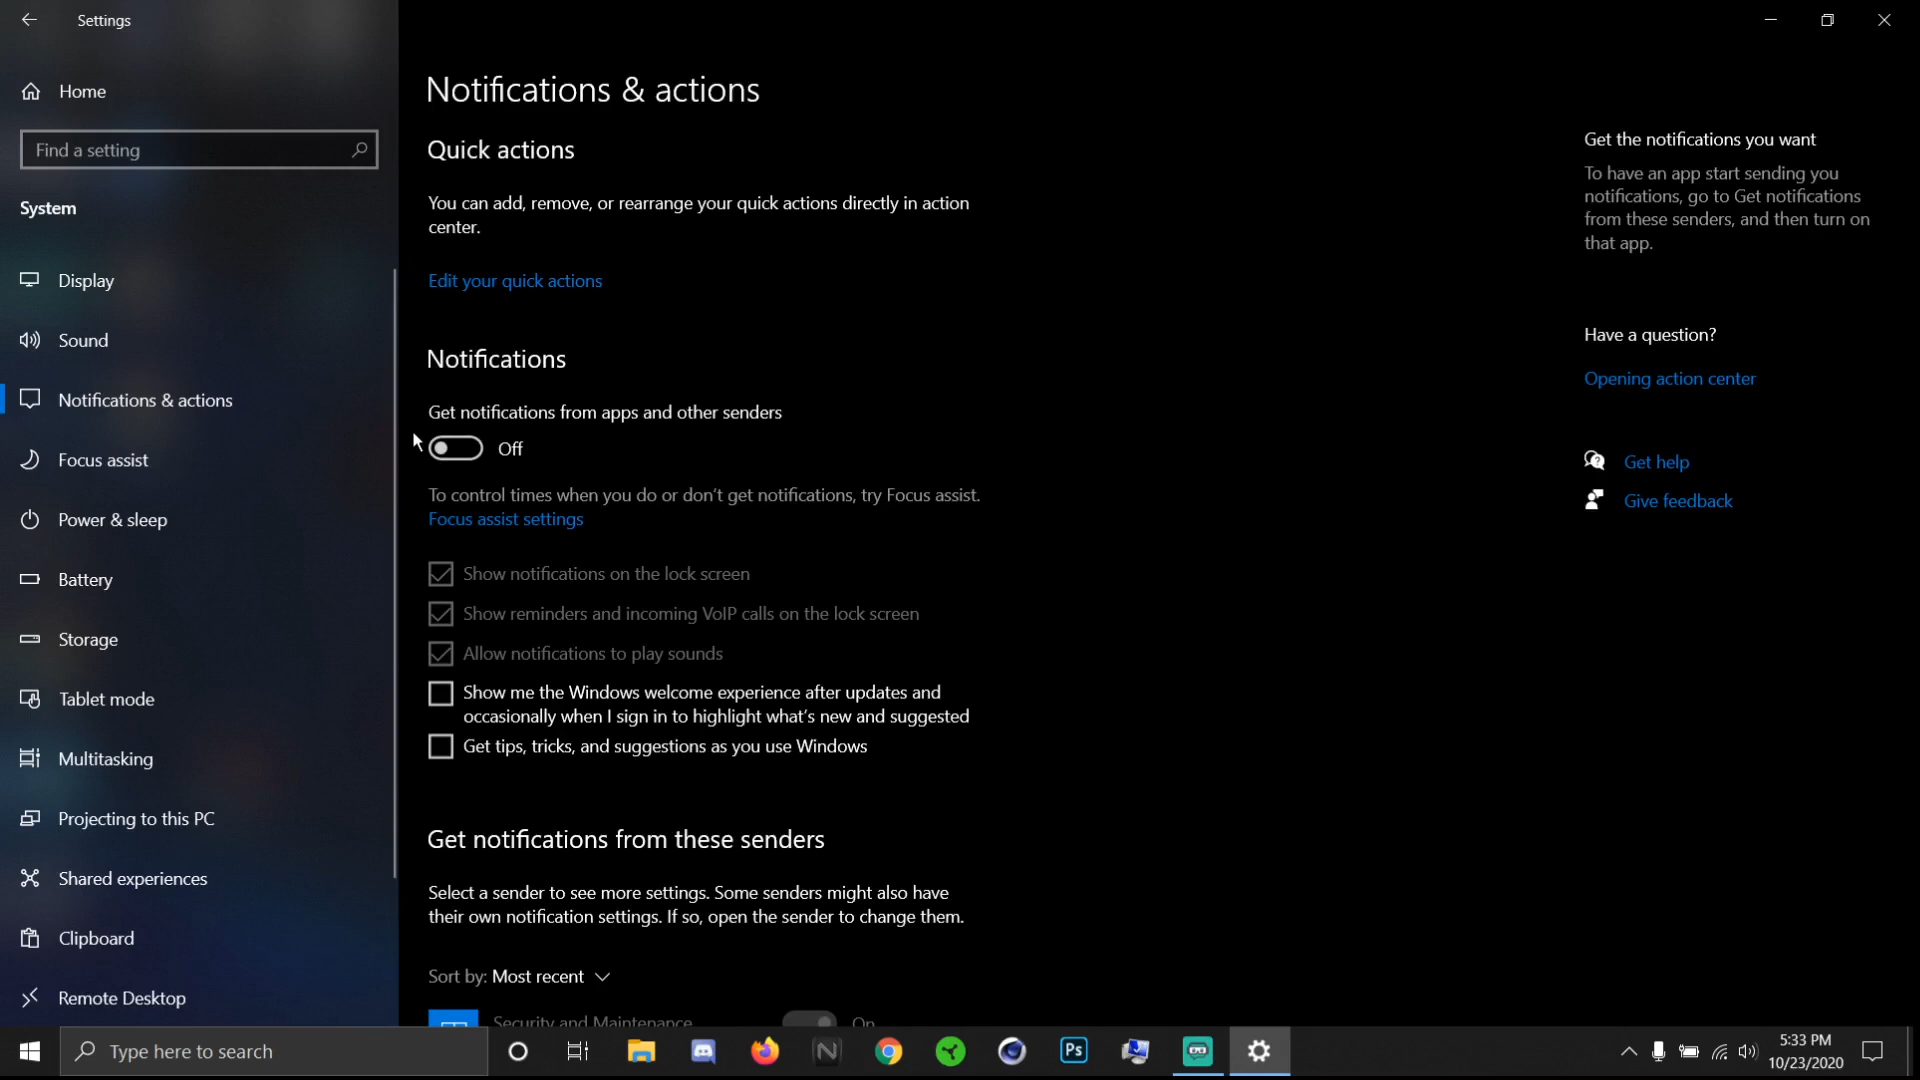 Settings
Home
Find a setting
System
Display
Sound
Notifications & actions
Focus assist
Power & sleep
Battery
Storage
Tablet mode
Multitasking
Projecting to this PC
Shared experiences
Clipboard
Remote Desktop
Notifications & actions
Quick actions
You can add, remove, or rearrange your quick actions directly in action
center.
Edit your quick actions
Notifications
Get notifications from apps and other senders
Off
To control times when you do or don't get notifications, try Focus assist.
Focus assist settings
Show notifications on the lock screen
Show reminders and incoming VoIP calls on the lock screen
Allow notifications to play sounds
Show me the Windows welcome experience after updates and
occasionally when I sign in to highlight what's new and suggested
Get tips, tricks, and suggestions as you use Windows
Get notifications from these senders
Select a sender to see more settings. Some senders might also have
their own notification settings. If so, open the sender to change them.
Sort by: Most recent
Security and Maintenance
On
Get the notifications you want
To have an app start sending you
notifications, go to Get notifications
from these senders, and then turn on
that app.
Have a question?
Opening action center
Get help
Give feedback
Type here to search
N
Ps
5:33 PM
10/23/2020